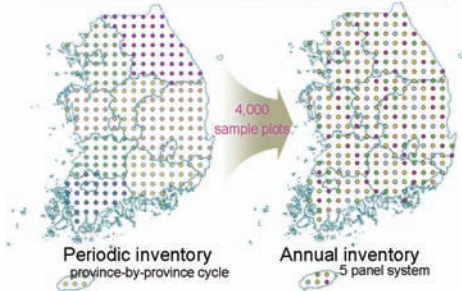 4,000
sample plots
Periodic inventory
province-by-province cycle
Annual inventory
5 panel system